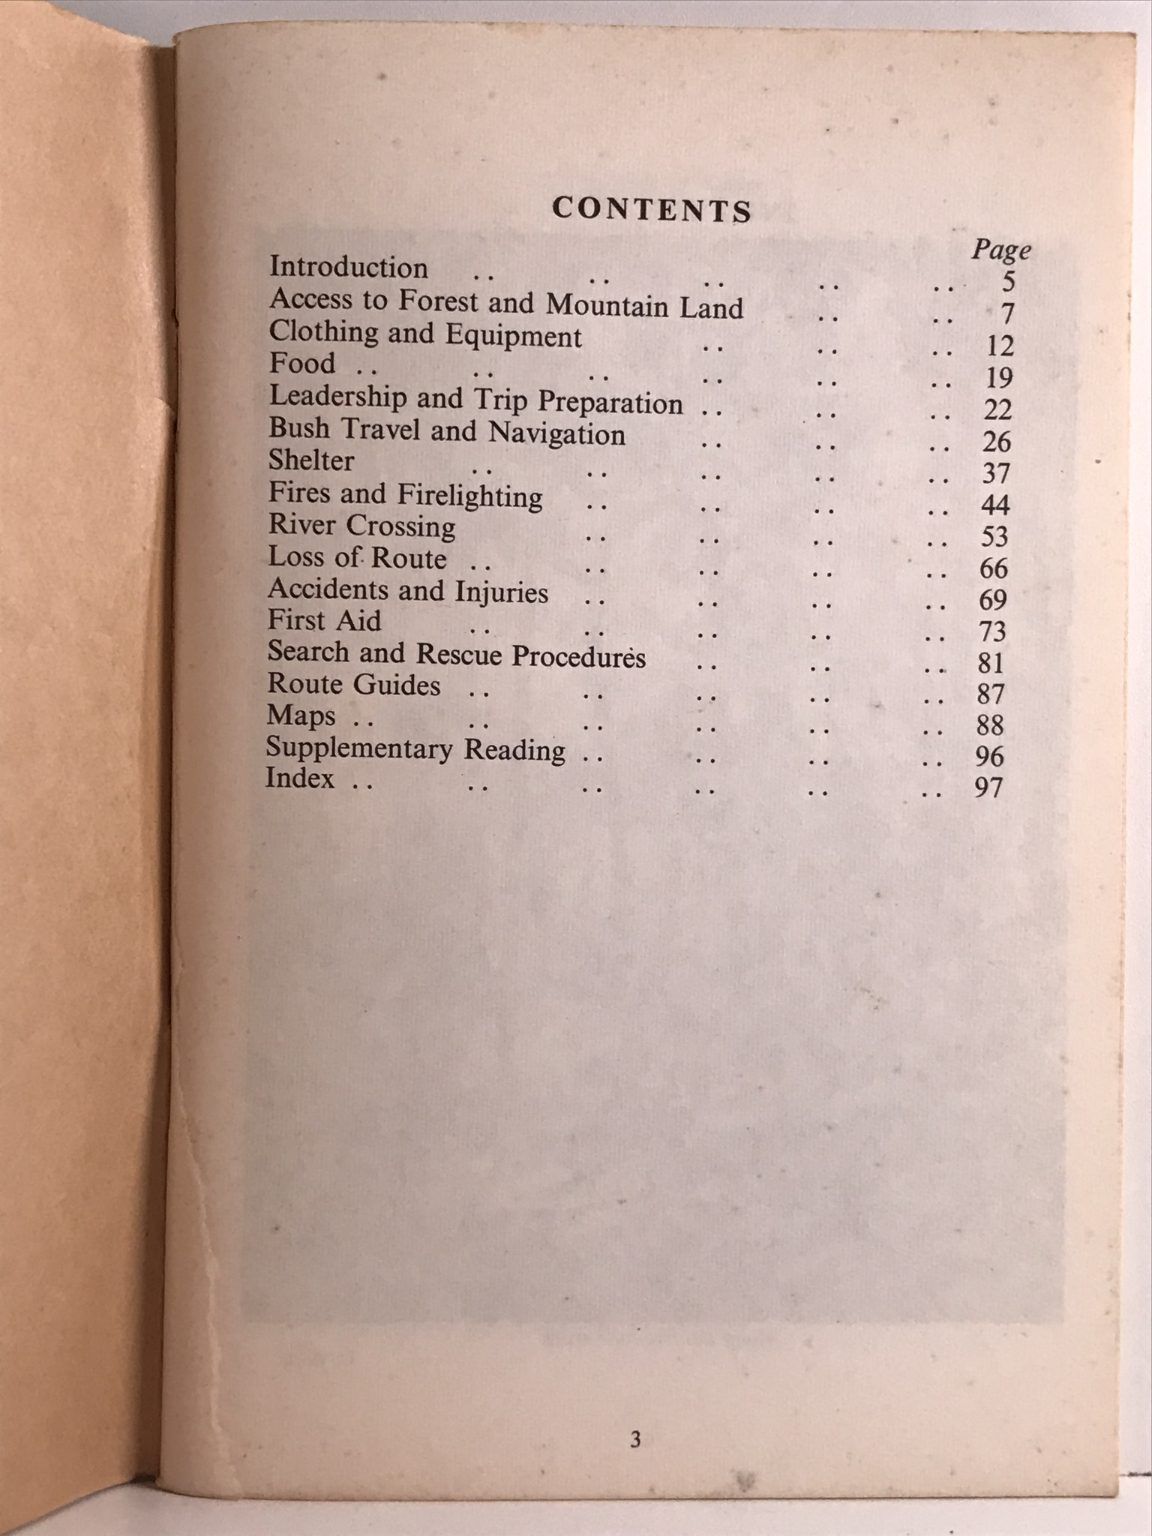 CONTENTS
Page
Introduction .. .. .. .. .. 5
Access to Forest and Mountain Land .. .. 7
Clothing and Equipment .. .. .. 12
Food .. .. .. .. .. .. 19
Leadership and Trip Preparation .. .. .. 22
Bush Travel and Navigation .. .. .. 26
Shelter .. .. .. .. .. 37
Fires and Firelighting .. .. .. .. 44
River Crossing .. .. .. .. 53
Loss of Route .. .. .. .. .. 66
Accidents and Injuries .. .. .. .. 69
First Aid .. .. .. .. .. 73
Search and Rescue Procedures .. .. .. 81
Route Guides .. .. .. .. .. 87
Maps .. .. .. .. .. .. 88
Supplementary Reading .. .. .. .. 96
Index .. .. .. .. .. .. 97
3